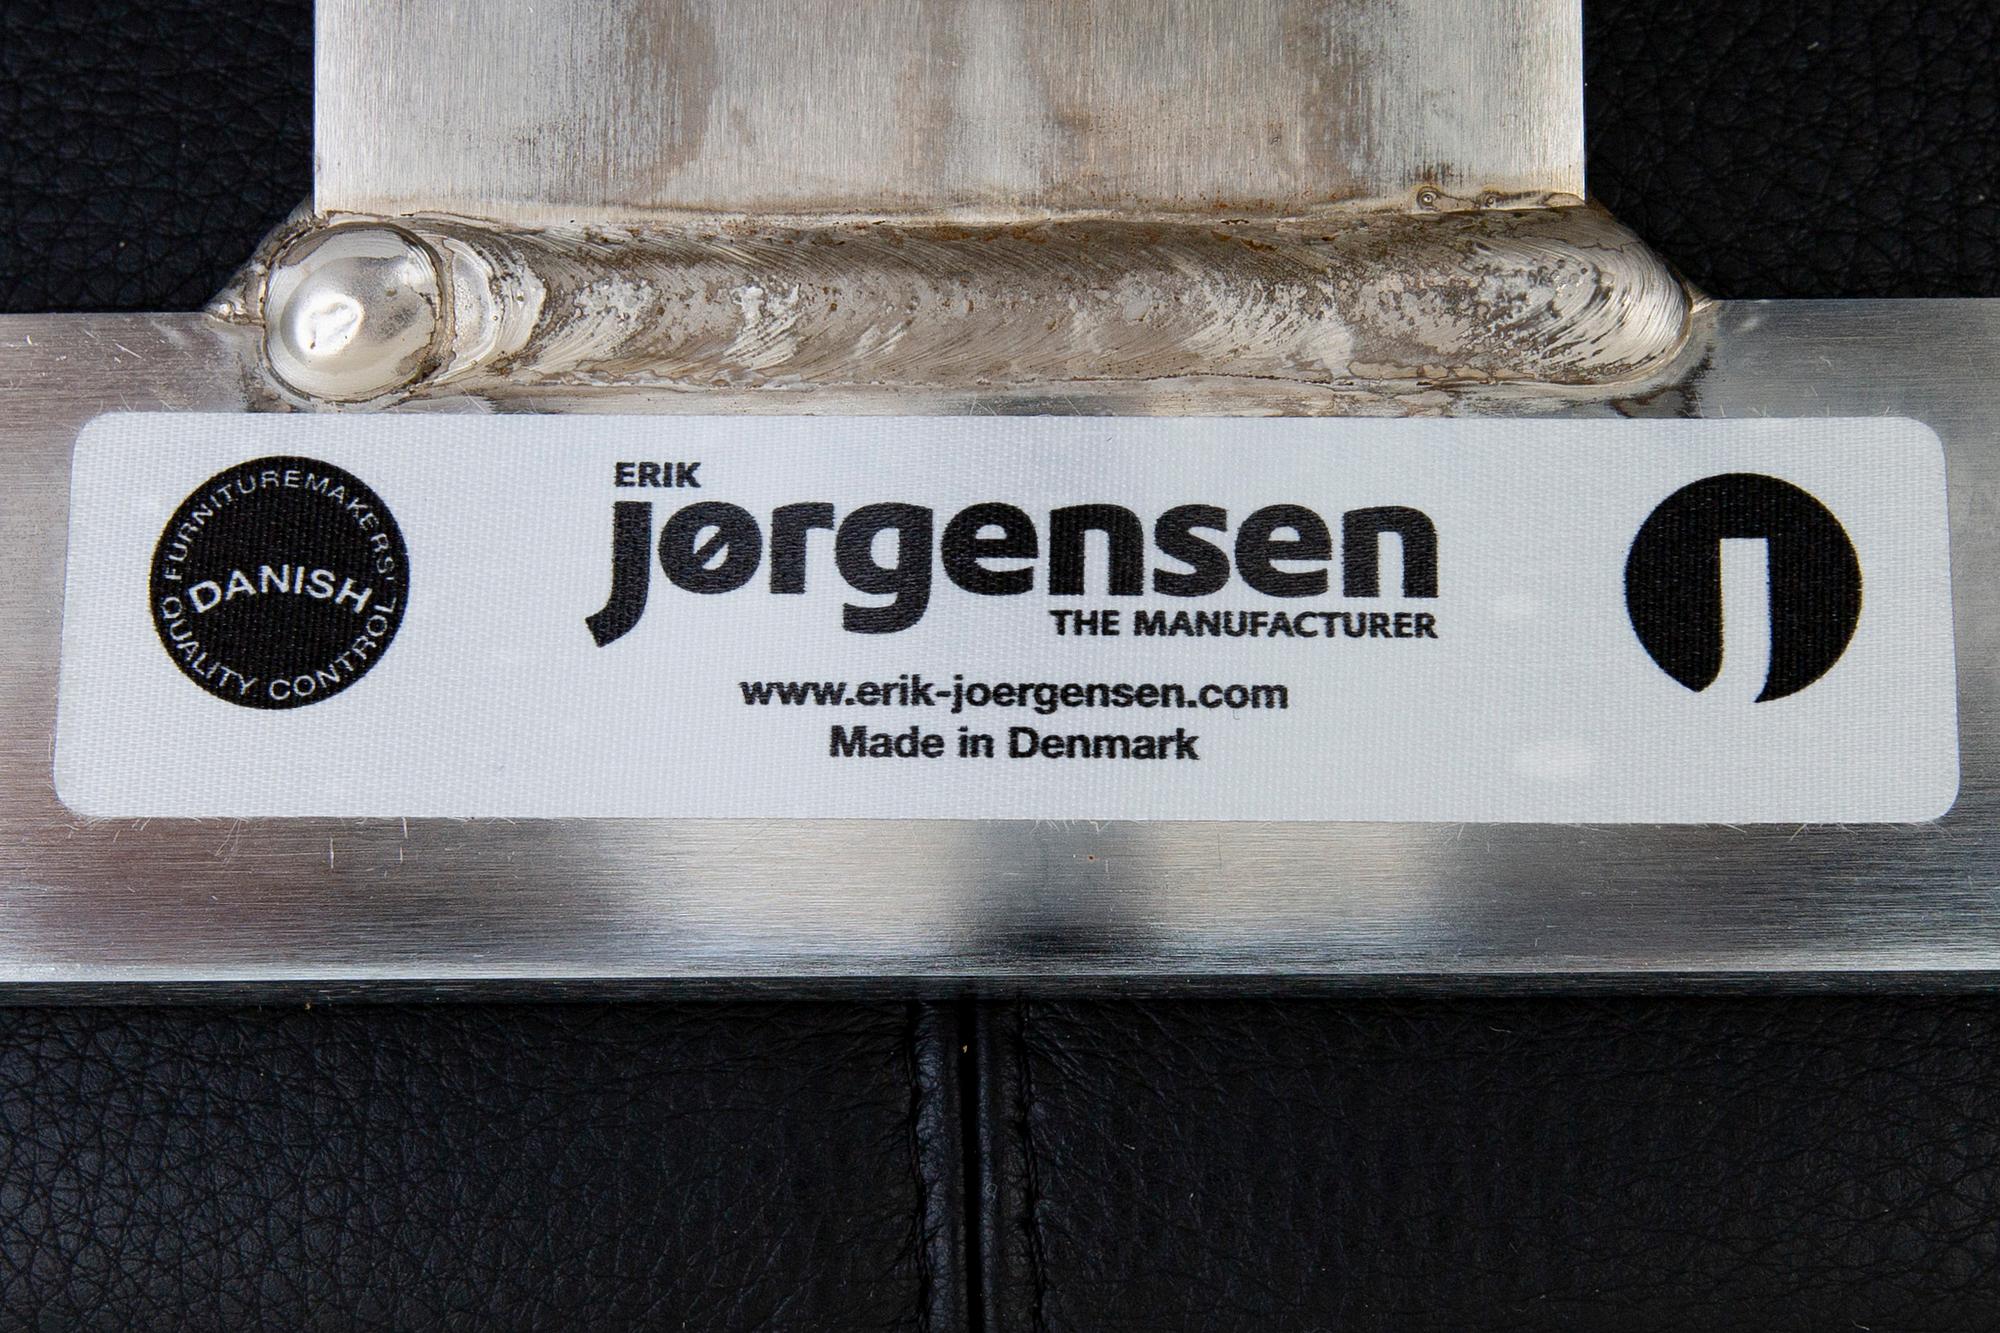 FURNITUREMAKERS'
DANISH
QUALITY CONTROL
ERIK
jørgensen
THE MANUFACTURER
www.erik-joergensen.com
Made in Denmark
J